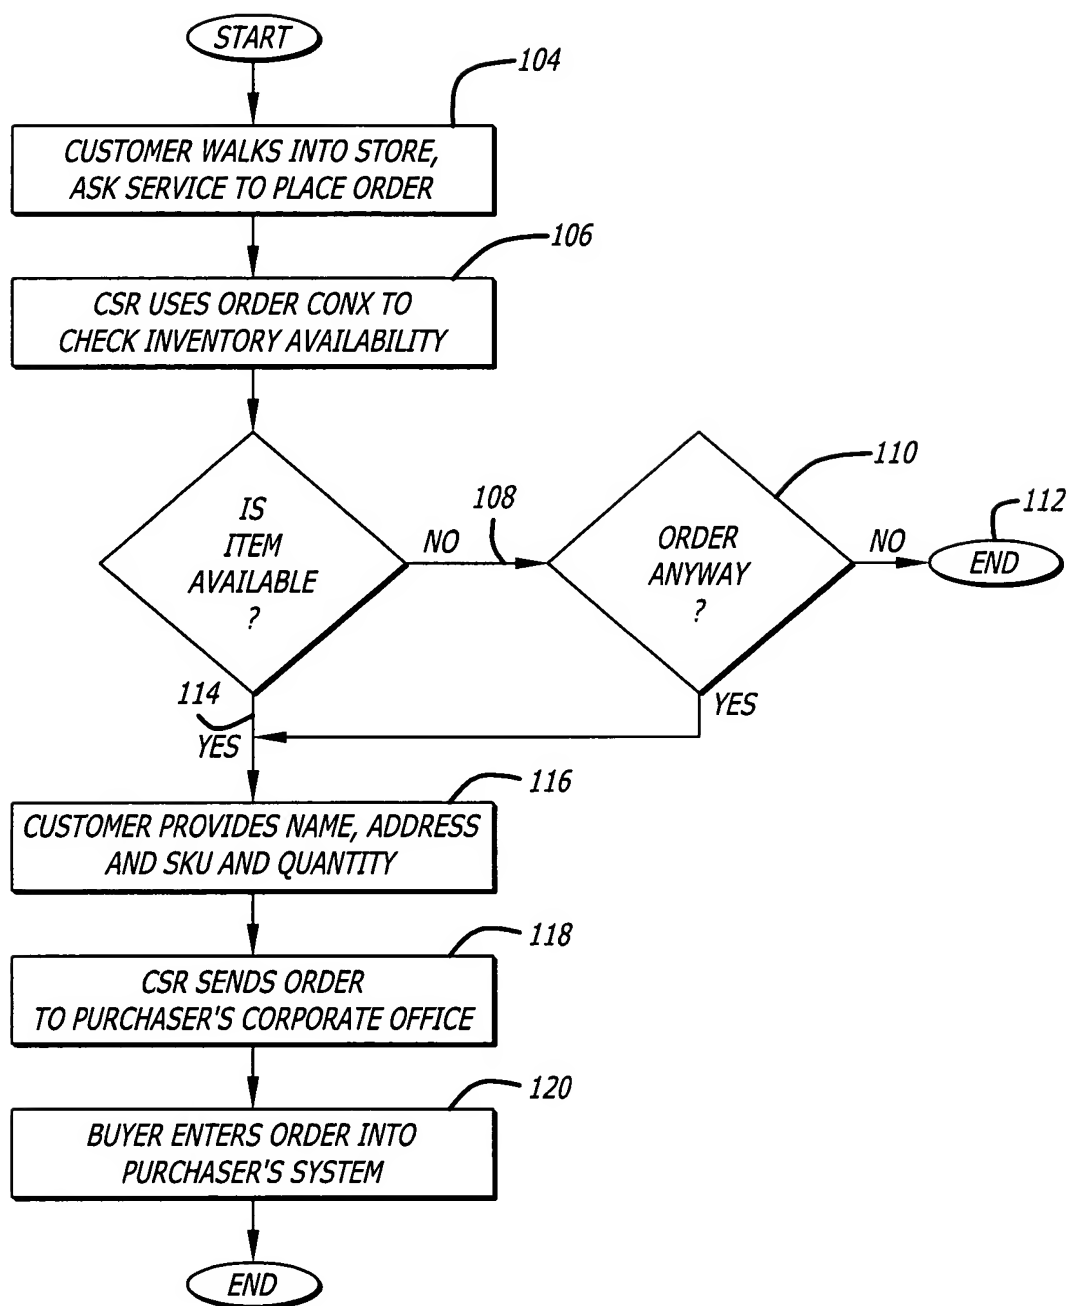 START
104
CUSTOMER WALKS INTO STORE,
ASK SERVICE TO PLACE ORDER
106
CSR USES ORDER CONX TO
CHECK INVENTORY AVAILABILITY
IS
ITEM
AVAILABLE
?
NO
108
ORDER
ANYWAY
?
110
NO
112
END
114
YES
YES
116
CUSTOMER PROVIDES NAME, ADDRESS
AND SKU AND QUANTITY
118
CSR SENDS ORDER
TO PURCHASER'S CORPORATE OFFICE
120
BUYER ENTERS ORDER INTO
PURCHASER'S SYSTEM
END